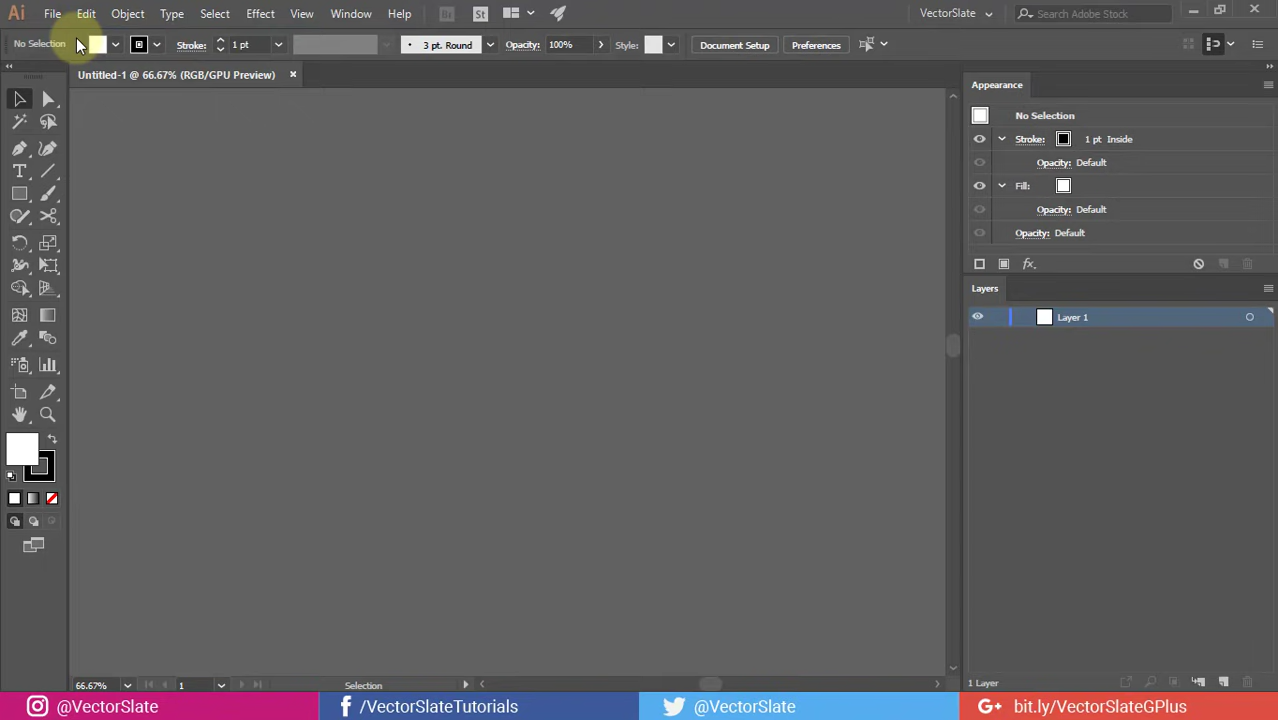 Ai File Edit Object Type Select Effect View Window Help Br St VectorSlate Search Adobe Stock
No Selection Stroke: 1 pt 3 pt. Round Opacity: 100% Style: Document Setup Preferences
Untitled-1 @ 66.67% (RGB/GPU Preview)
Appearance
No Selection
Stroke: 1 pt Inside
Opacity: Default
Fill:
Opacity: Default
Opacity: Default
fx.
Layers
Layer 1
1 Layer
66.67% 1 Selection
@VectorSlate /VectorSlateTutorials @VectorSlate G+ bit.ly/VectorSlateGPlus